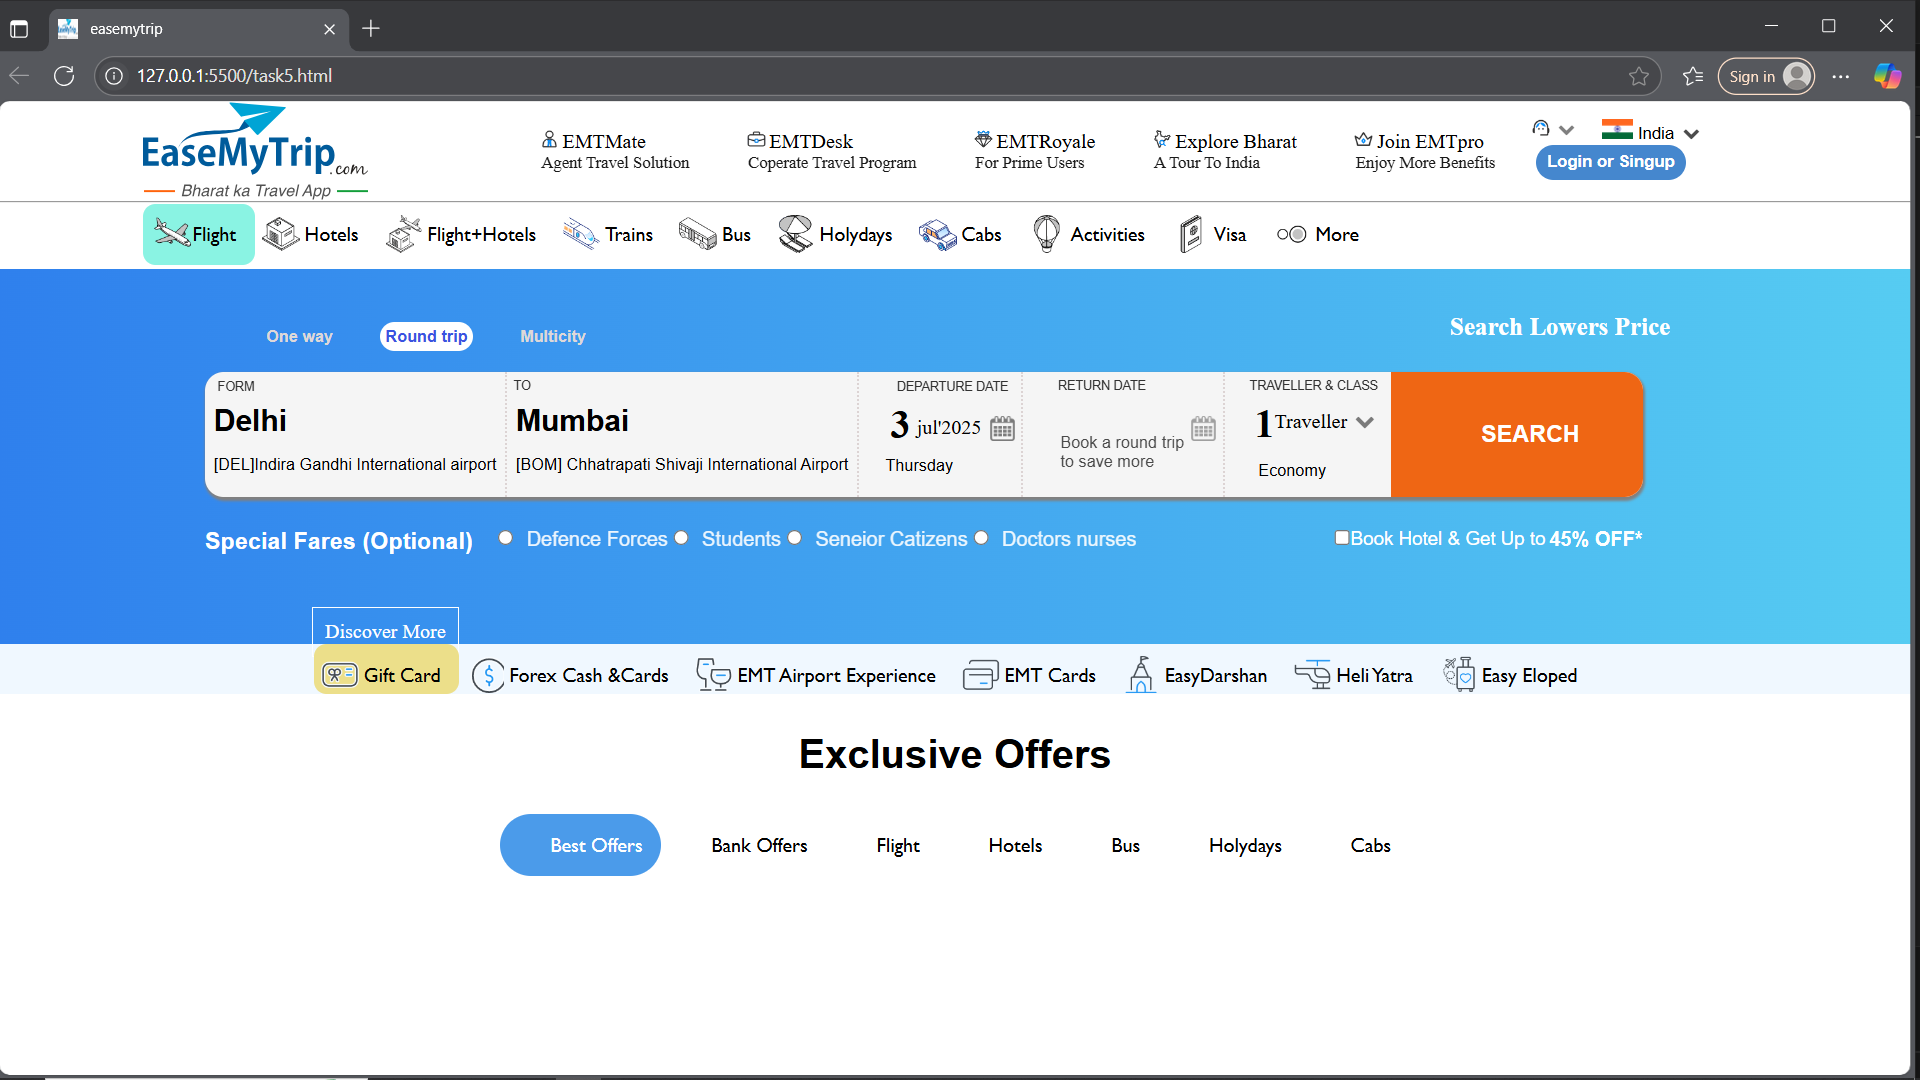 easemytrip
127.0.0.1:5500/task5.html
Sign in
EaseMyTrip.com
Bharat ka Travel App
EMTMate
Agent Travel Solution
EMTDesk
Coperate Travel Program
EMTRoyale
For Prime Users
Explore Bharat
A Tour To India
Join EMTpro
Enjoy More Benefits
India
Login or Singup
Flight
Hotels
Flight+Hotels
Trains
Bus
Holydays
Cabs
Activities
Visa
More
One way
Round trip
Multicity
Search Lowers Price
FORM
Delhi
[DEL]Indira Gandhi International airport
TO
Mumbai
[BOM] Chhatrapati Shivaji International Airport
DEPARTURE DATE
3 jul'2025
Thursday
RETURN DATE
Book a round trip
to save more
TRAVELLER & CLASS
1 Traveller
Economy
SEARCH
Special Fares (Optional)
Defence Forces
Students
Seneior Catizens
Doctors nurses
Book Hotel & Get Up to 45% OFF*
Discover More
Gift Card
Forex Cash &Cards
EMT Airport Experience
EMT Cards
EasyDarshan
Heli Yatra
Easy Eloped
Exclusive Offers
Best Offers
Bank Offers
Flight
Hotels
Bus
Holydays
Cabs